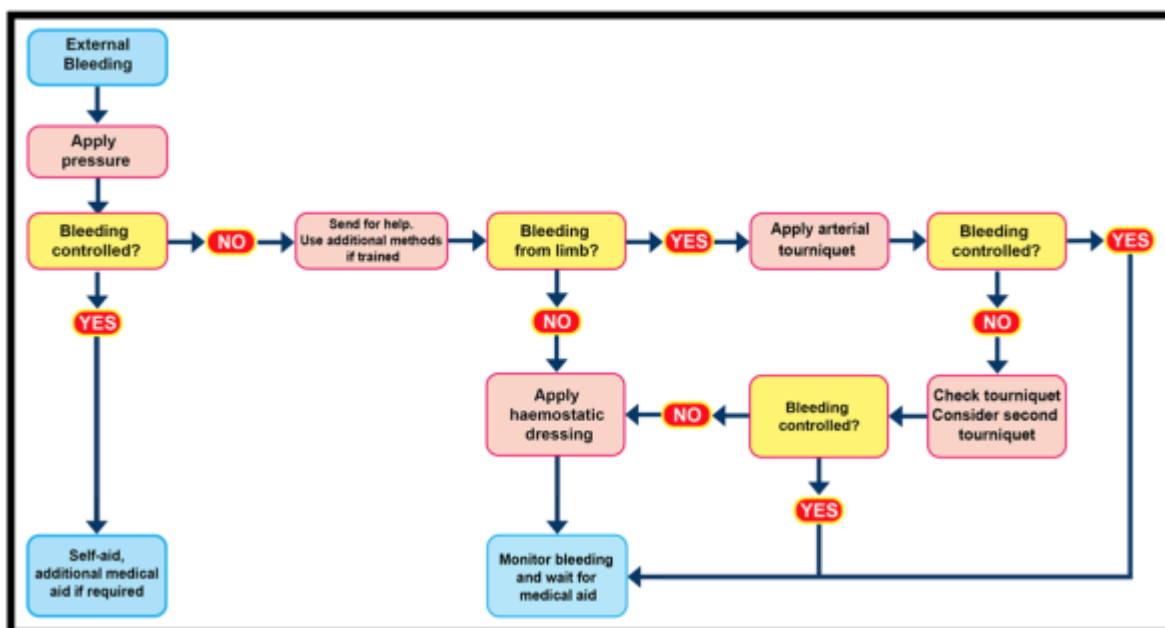 External
Bleeding
Apply
pressure
Bleeding
controlled?
NO
Send for help.
Use additional methods
if trained
Bleeding
from limb?
YES
Apply arterial
tourniquet
Bleeding
controlled?
YES
YES
NO
NO
Apply
haemostatic
dressing
NO
Bleeding
controlled?
Check tourniquet
Consider second
tourniquet
YES
Self-aid,
additional medical
aid if required
Monitor bleeding
and wait for
medical aid